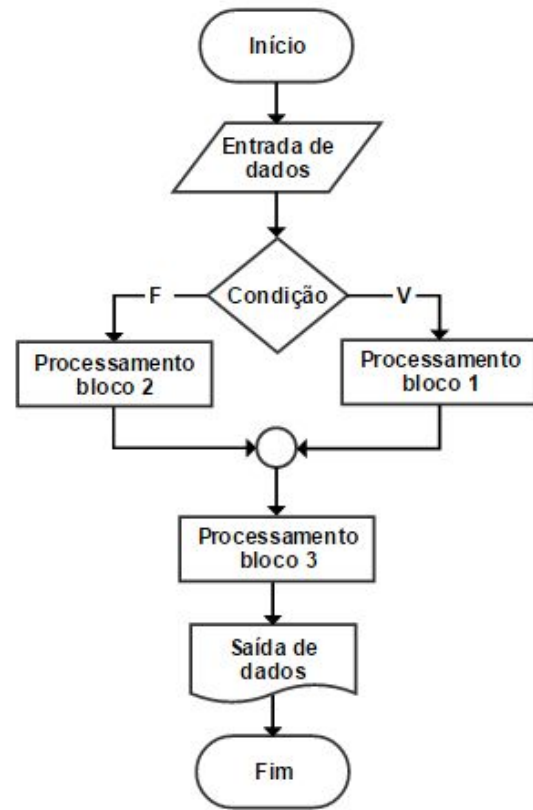 Início
Entrada de
dados
Condição
F
V
Processamento
bloco 2
Processamento
bloco 1
Processamento
bloco 3
Saída de
dados
Fim